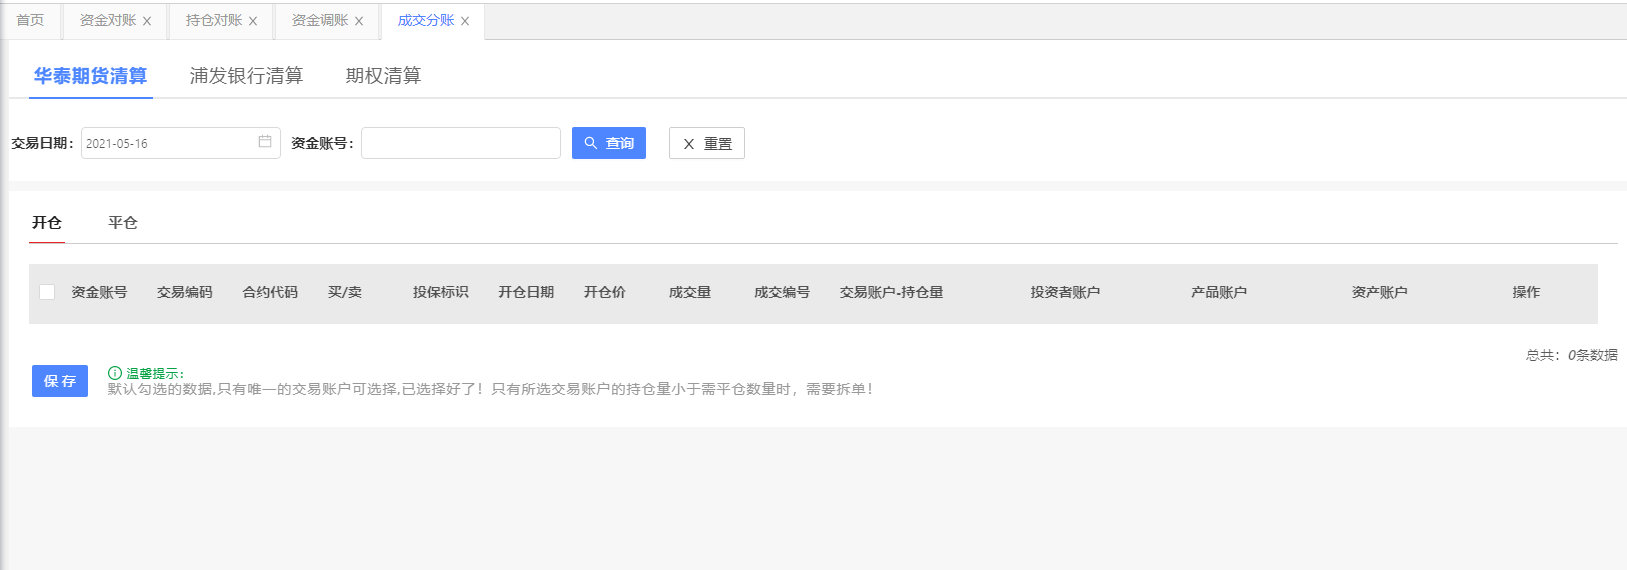 首页 资金对账 X 持仓对账 X 资金调账 X 成交分账 X
华泰期货清算 浦发银行清算 期权清算
交易日期： 2021-05-16 资金账号： 查询 X 重置
开仓 平仓
资金账号 交易编码 合约代码 买/卖 投保标识 开仓日期 开仓价 成交量 成交编号 交易账户-持仓量 投资者账户 产品账户 资产账户 操作
总共：0条数据
保存 温馨提示：
默认勾选的数据,只有唯一的交易账户可选择,已选择好了！只有所选交易账户的持仓量小于需平仓数量时，需要拆单！